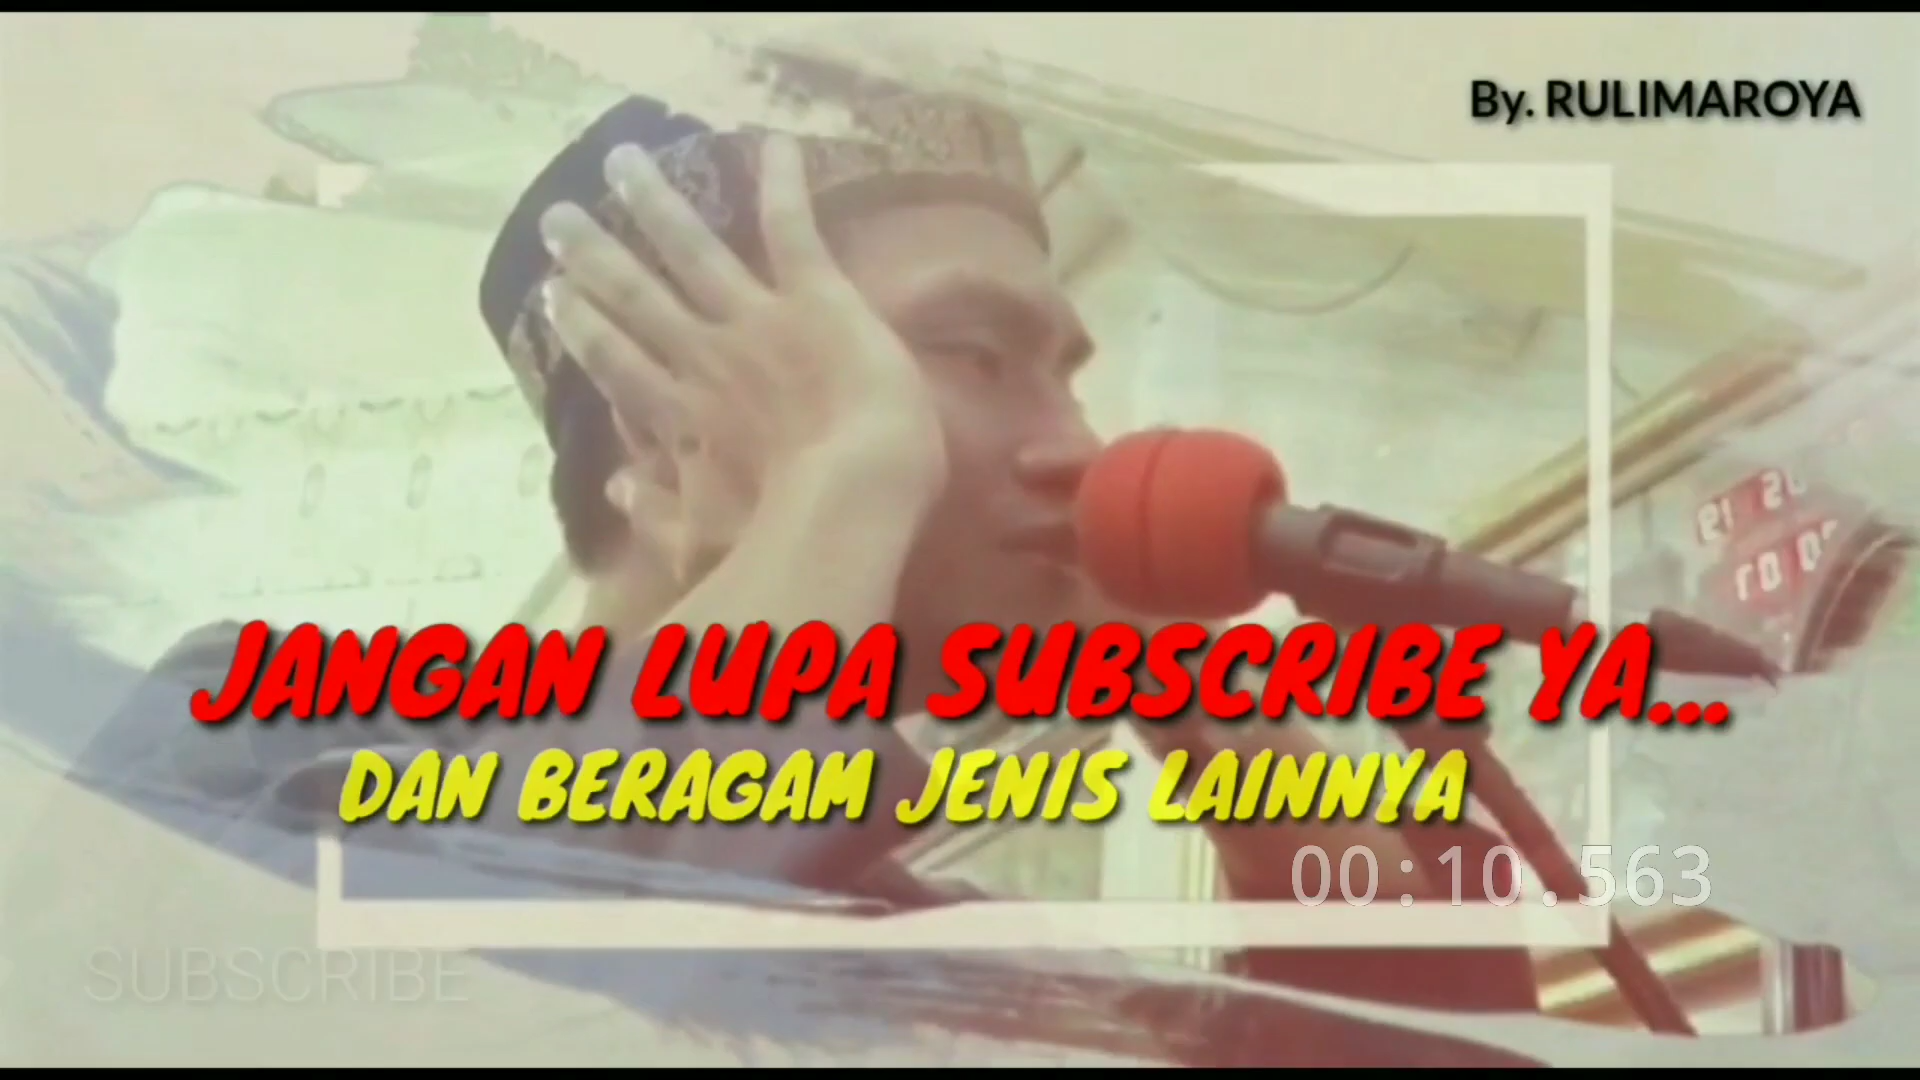 By. RULIMAROYA
JANGAN LUPA SUBSCRIBE YA...
DAN BERAGAM JENIS LAINNYA
00:10.563
SUBSCRIBE